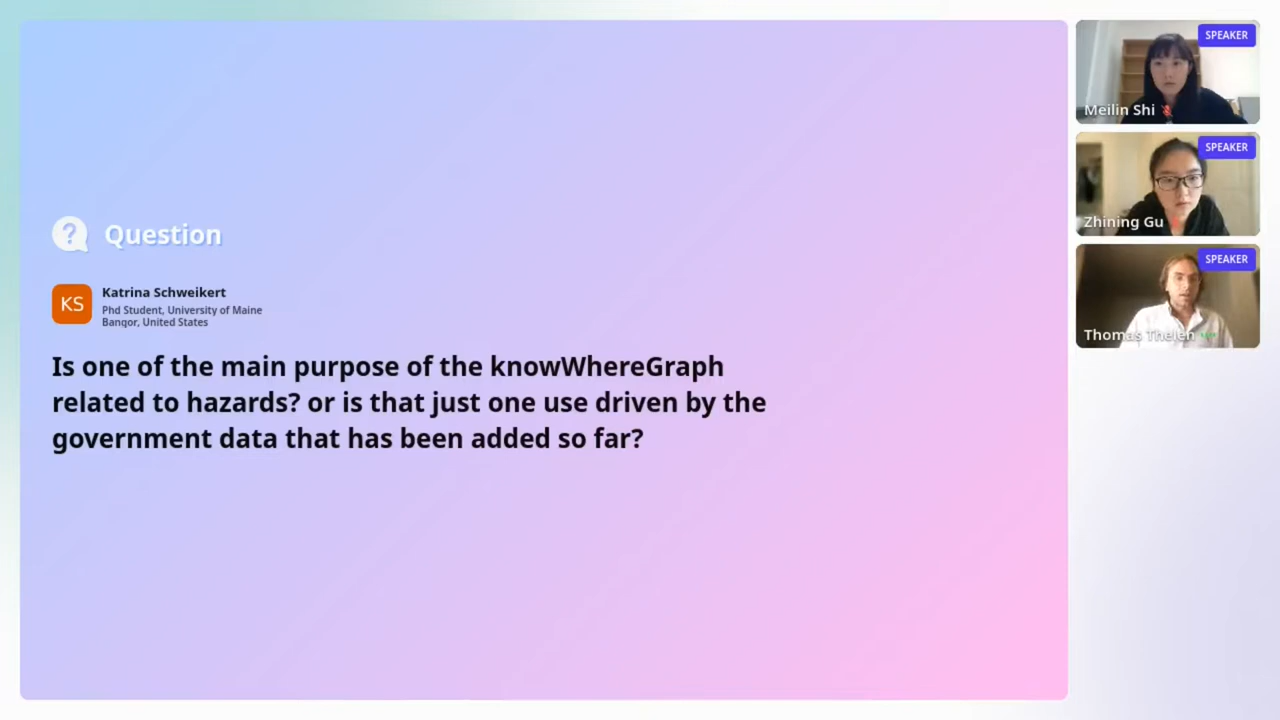 Question
KS
Katrina Schweikert
Phd Student, University of Maine
Bangor, United States
Is one of the main purpose of the knowWhereGraph
related to hazards? or is that just one use driven by the
government data that has been added so far?
SPEAKER
Meilin Shi
SPEAKER
Zhining Gu
SPEAKER
Thomas Thelen